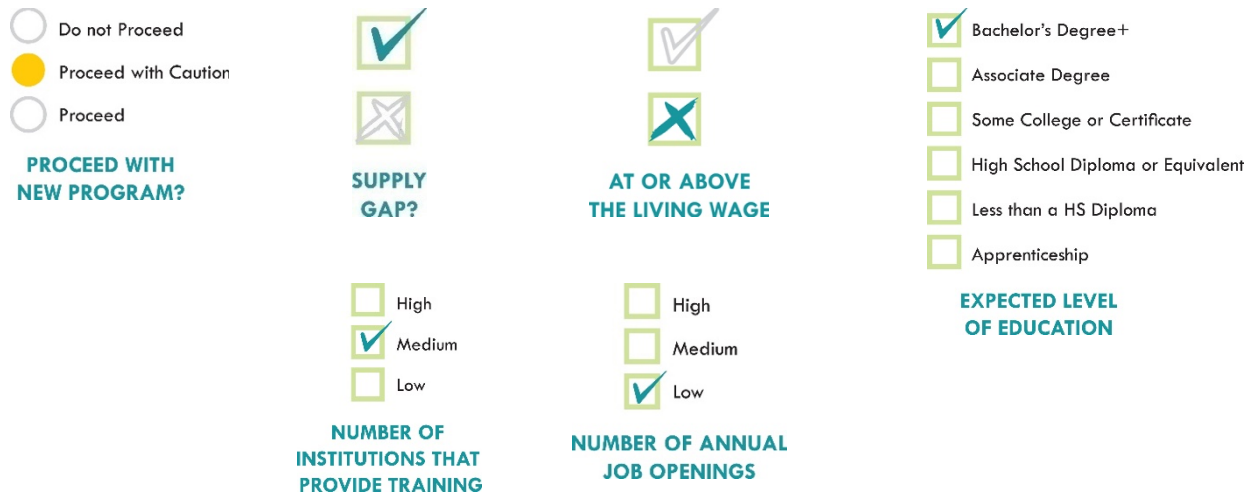 Do not Proceed
Proceed with Caution
Proceed
PROCEED WITH
NEW PROGRAM?
SUPPLY
GAP?
AT OR ABOVE
THE LIVING WAGE
Bachelor's Degree+
Associate Degree
Some College or Certificate
High School Diploma or Equivalent
Less than a HS Diploma
Apprenticeship
EXPECTED LEVEL
OF EDUCATION
High
Medium
Low
NUMBER OF
INSTITUTIONS THAT
PROVIDE TRAINING
High
Medium
Low
NUMBER OF ANNUAL
JOB OPENINGS